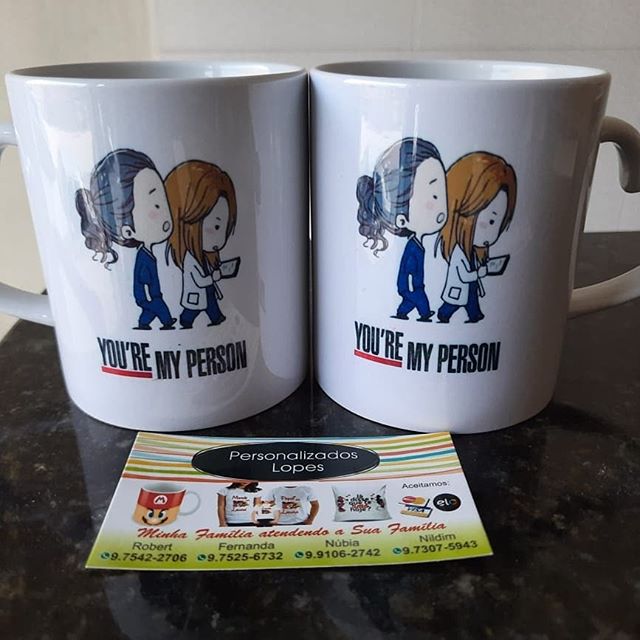 YOU'RE MY PERSON
YOU'RE MY PERSON
Personalizados
Lopes
Aceitamos:
elo
Minha Família atendendo a Sua Família
Robert Fernanda Núbia Nildim
9.7542-2706 9.7525-6732 9.9106-2742 9.7307-5943